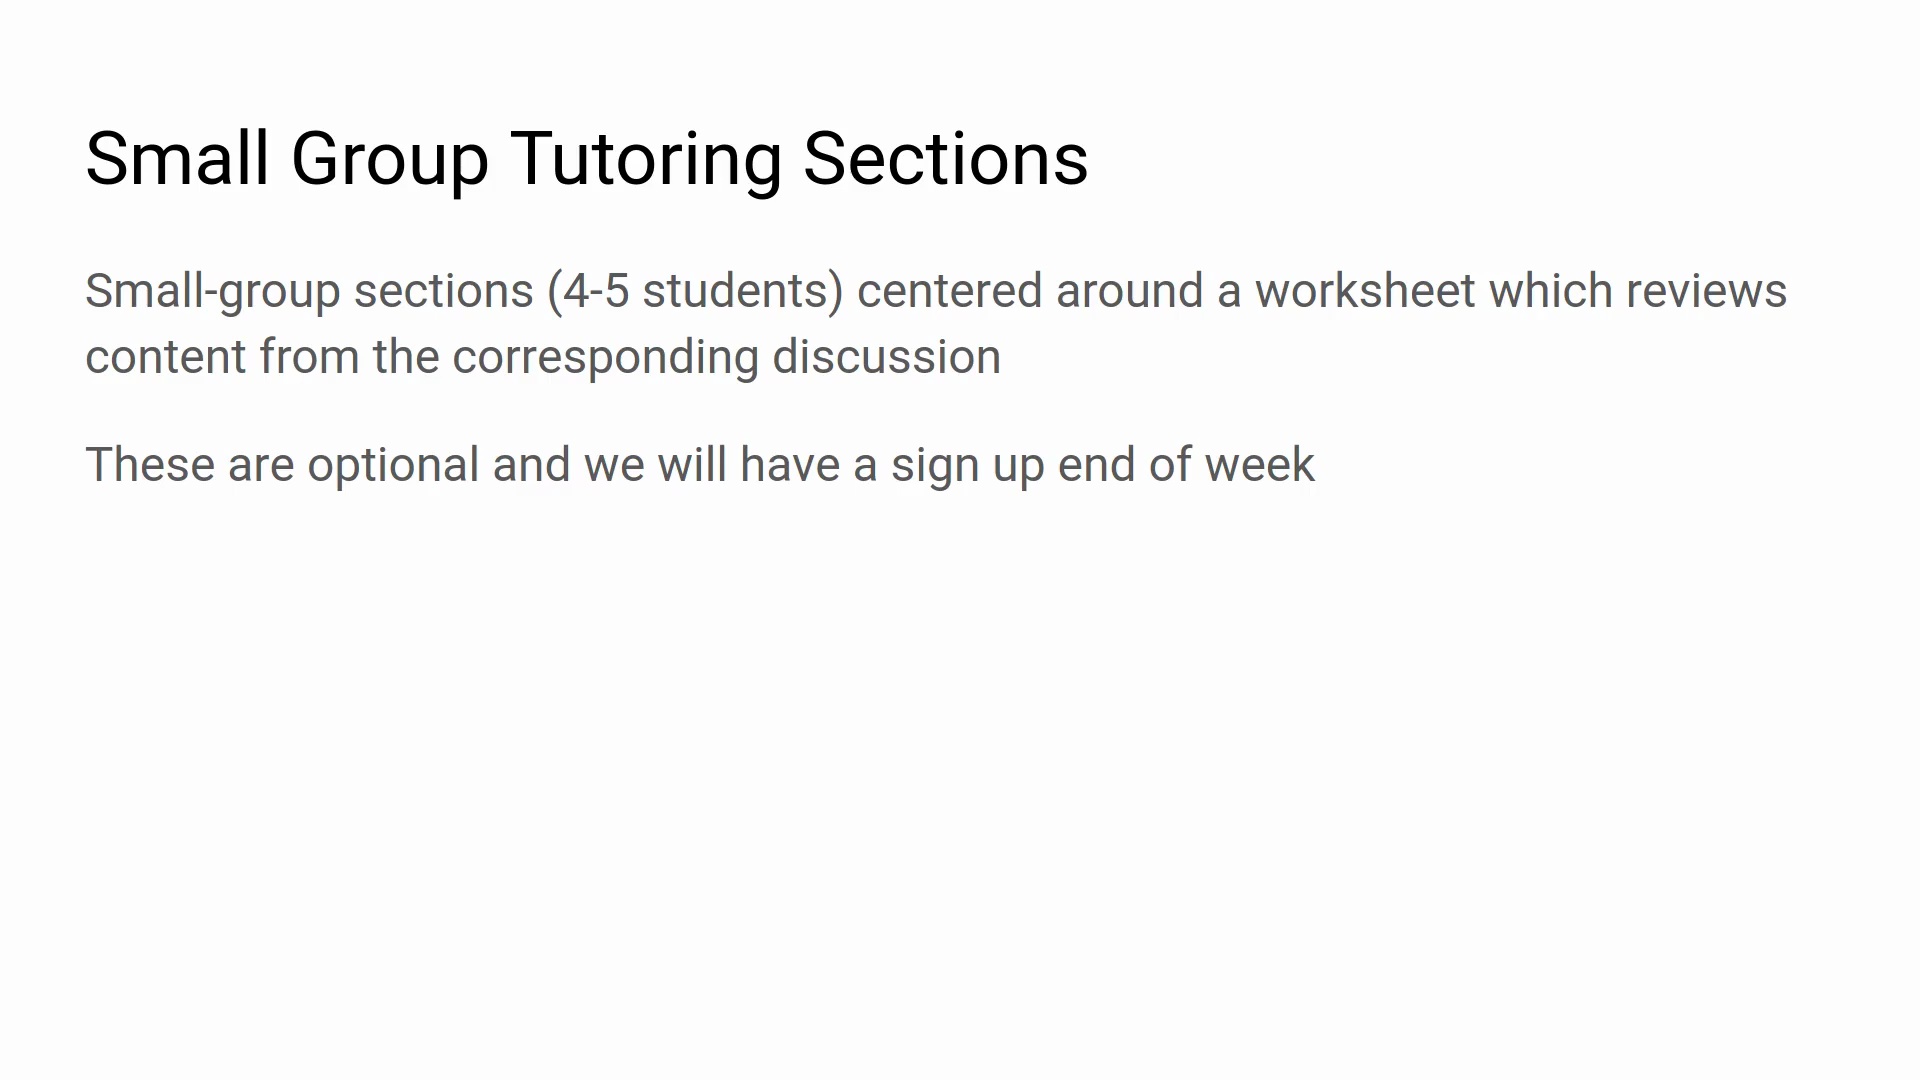 Small Group Tutoring Sections
Small-group sections (4-5 students) centered around a worksheet which reviews
content from the corresponding discussion
These are optional and we will have a sign up end of week